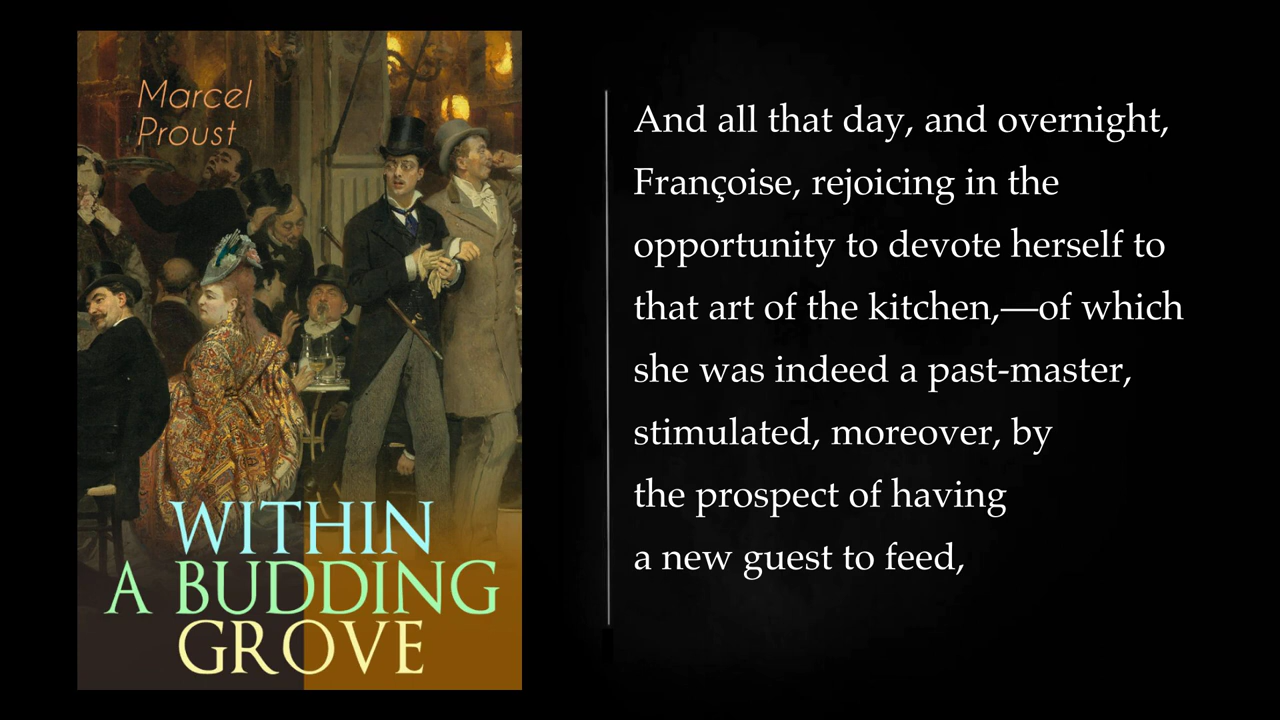 Marcel
Proust
WITHIN
A BUDDING
GROVE
And all that day, and overnight,
Françoise, rejoicing in the
opportunity to devote herself to
that art of the kitchen,—of which
she was indeed a past-master,
stimulated, moreover, by
the prospect of having
a new guest to feed,